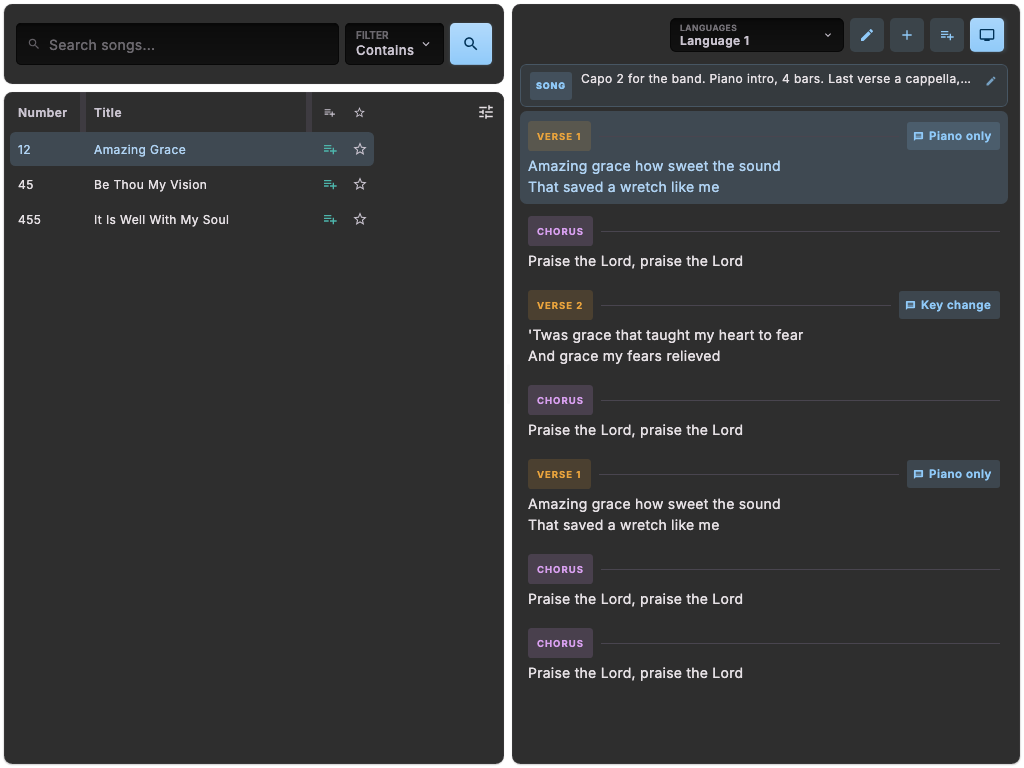 Search songs...
FILTER
Contains
Number Title
12 Amazing Grace
45 Be Thou My Vision
455 It Is Well With My Soul
LANGUAGES
Language 1
SONG Capo 2 for the band. Piano intro, 4 bars. Last verse a cappella,...
VERSE 1 Piano only
Amazing grace how sweet the sound
That saved a wretch like me
CHORUS
Praise the Lord, praise the Lord
VERSE 2 Key change
'Twas grace that taught my heart to fear
And grace my fears relieved
CHORUS
Praise the Lord, praise the Lord
VERSE 1 Piano only
Amazing grace how sweet the sound
That saved a wretch like me
CHORUS
Praise the Lord, praise the Lord
CHORUS
Praise the Lord, praise the Lord